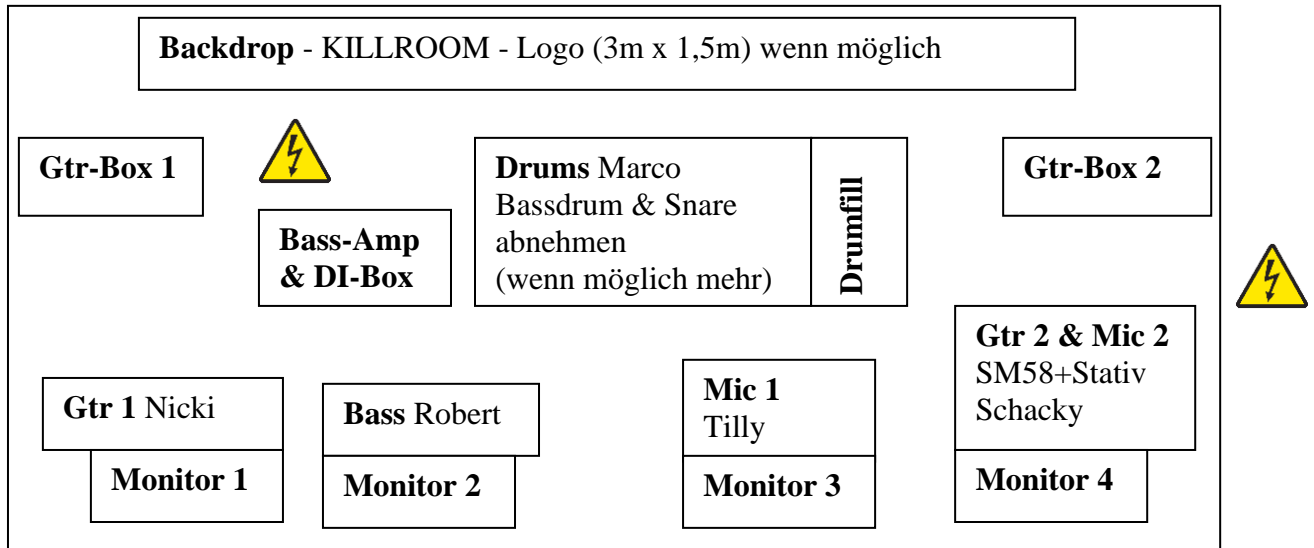 Backdrop - KILLROOM - Logo (3m x 1,5m) wenn möglich
Gtr-Box 1
Bass-Amp
& DI-Box
Drums Marco
Bassdrum & Snare
abnehmen
(wenn möglich mehr)
Drumfill
Gtr-Box 2
Gtr 1 Nicki
Monitor 1
Bass Robert
Monitor 2
Mic 1
Tilly
Monitor 3
Gtr 2 & Mic 2
SM58+Stativ
Schacky
Monitor 4